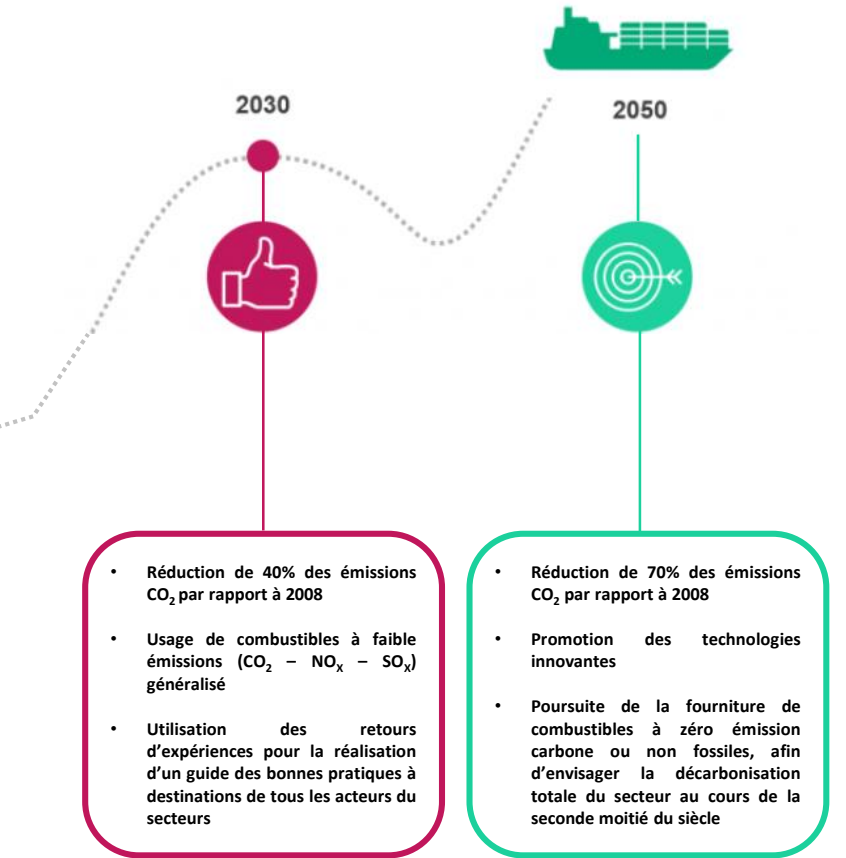 2030
2050
• Réduction de 40% des émissions
CO₂ par rapport à 2008
• Usage de combustibles à faible
émissions (CO₂ – NOₓ – SOₓ)
généralisé
• Utilisation des retours
d'expériences pour la réalisation
d'un guide des bonnes pratiques à
destinations de tous les acteurs du
secteurs
• Réduction de 70% des émissions
CO₂ par rapport à 2008
• Promotion des technologies
innovantes
• Poursuite de la fourniture de
combustibles à zéro émission
carbone ou non fossiles, afin
d'envisager la décarbonisation
totale du secteur au cours de la
seconde moitié du siècle